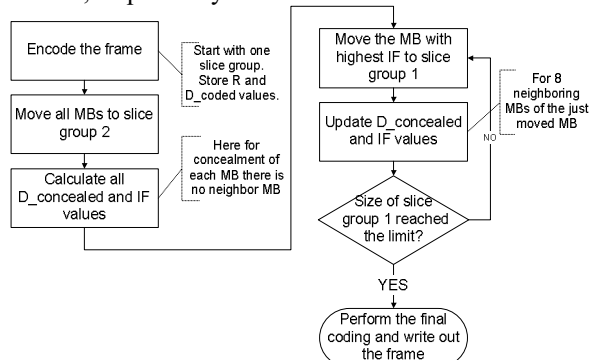 Encode the frame
Start with one
slice group.
Store R and
D_coded values.
Move all MBs to slice
group 2
Here for
concealment of
each MB there is
no neighbor MB
Calculate all
D_concealed and IF
values
Move the MB with
highest IF to slice
group 1
For 8
neighboring
MBs of the just
moved MB
Update D_concealed
and IF values
NO
Size of slice
group 1 reached
the limit?
YES
Perform the final
coding and write out
the frame